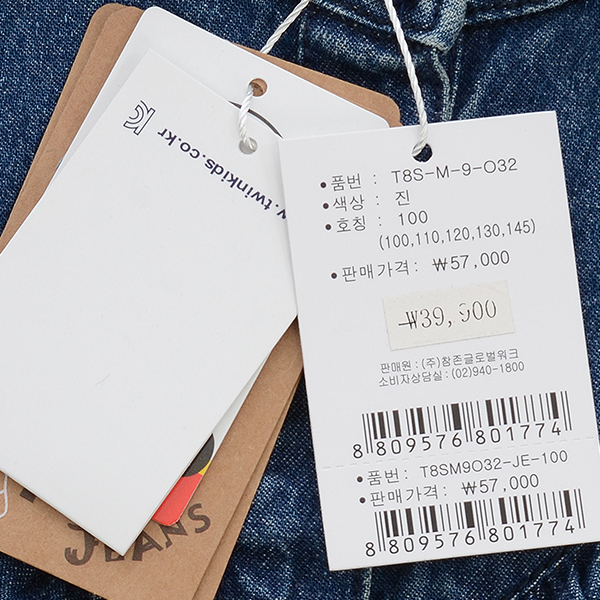 w.twinkids.co.kr
JEANS
• 품번 : T8S-M-9-O32
• 색상 : 진
• 호칭 : 100
(100,110,120,130,145)
• 판매가격 : ₩57,000
₩39,900
판매원 : (주)참존글로벌워크
소비자상담실 : (02)940-1800
8 809576 801774
• 품번 : T8SM9O32-JE-100
• 판매가격 : ₩57,000
8 809576 801774